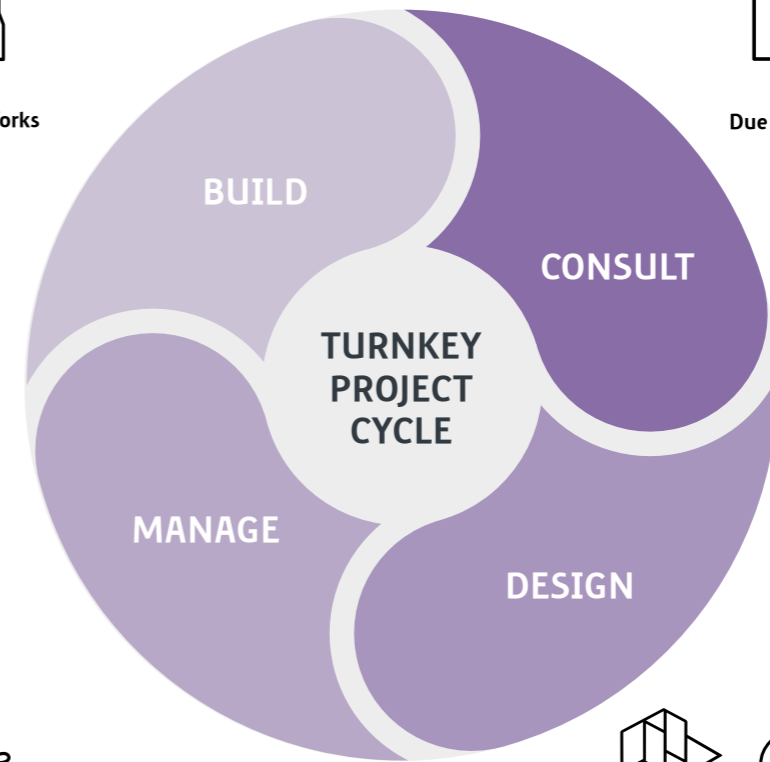 orks
Due
BUILD
CONSULT
TURNKEY
PROJECT
CYCLE
MANAGE
DESIGN